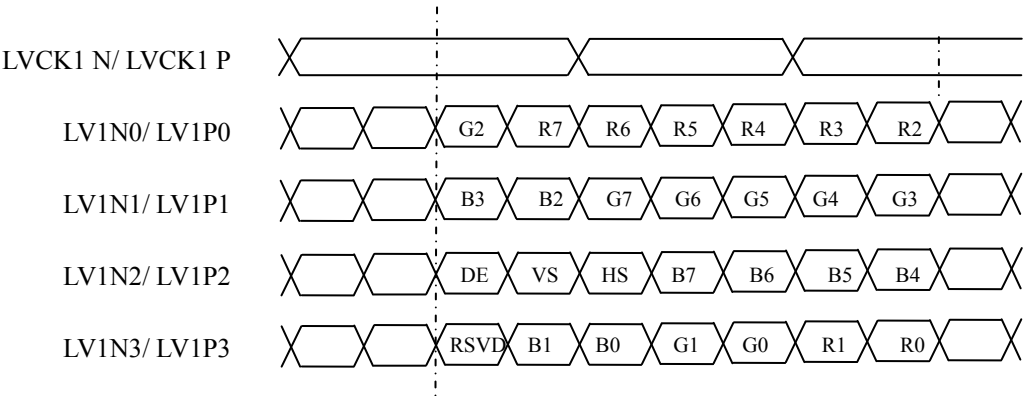 LVCK1 N/ LVCK1 P
LV1N0/ LV1P0 G2 R7 R6 R5 R4 R3 R2
LV1N1/ LV1P1 B3 B2 G7 G6 G5 G4 G3
LV1N2/ LV1P2 DE VS HS B7 B6 B5 B4
LV1N3/ LV1P3 RSVD B1 B0 G1 G0 R1 R0